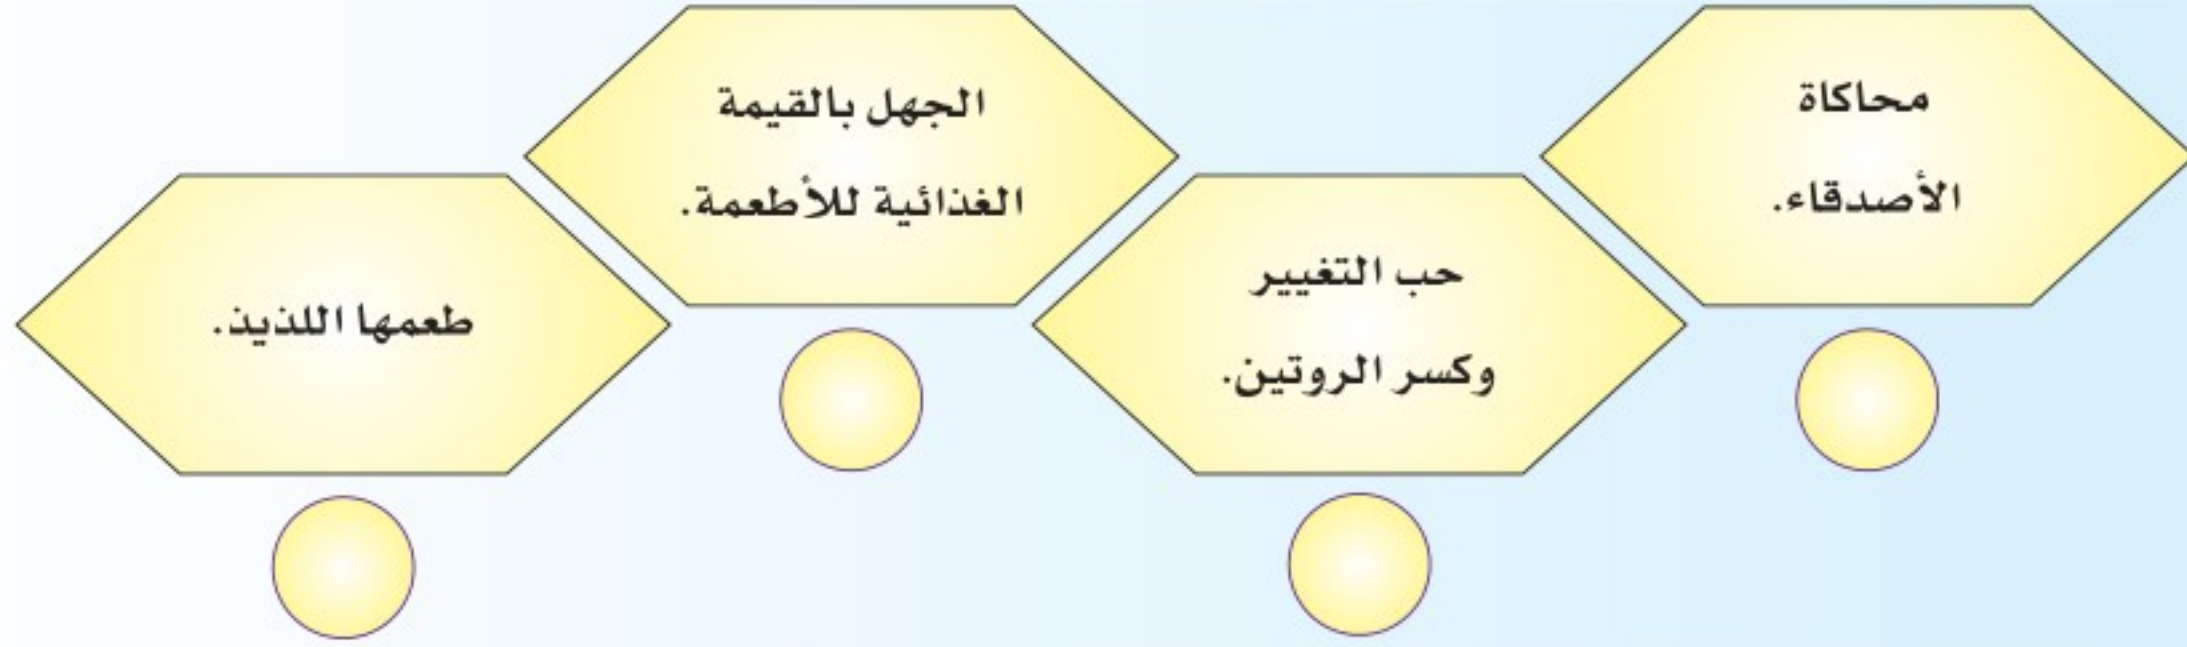 محاكاة
الأصدقاء.
حب التغيير
وكسر الروتين.
الجهل بالقيمة
الغذائية للأطعمة.
طعمها اللذيذ.